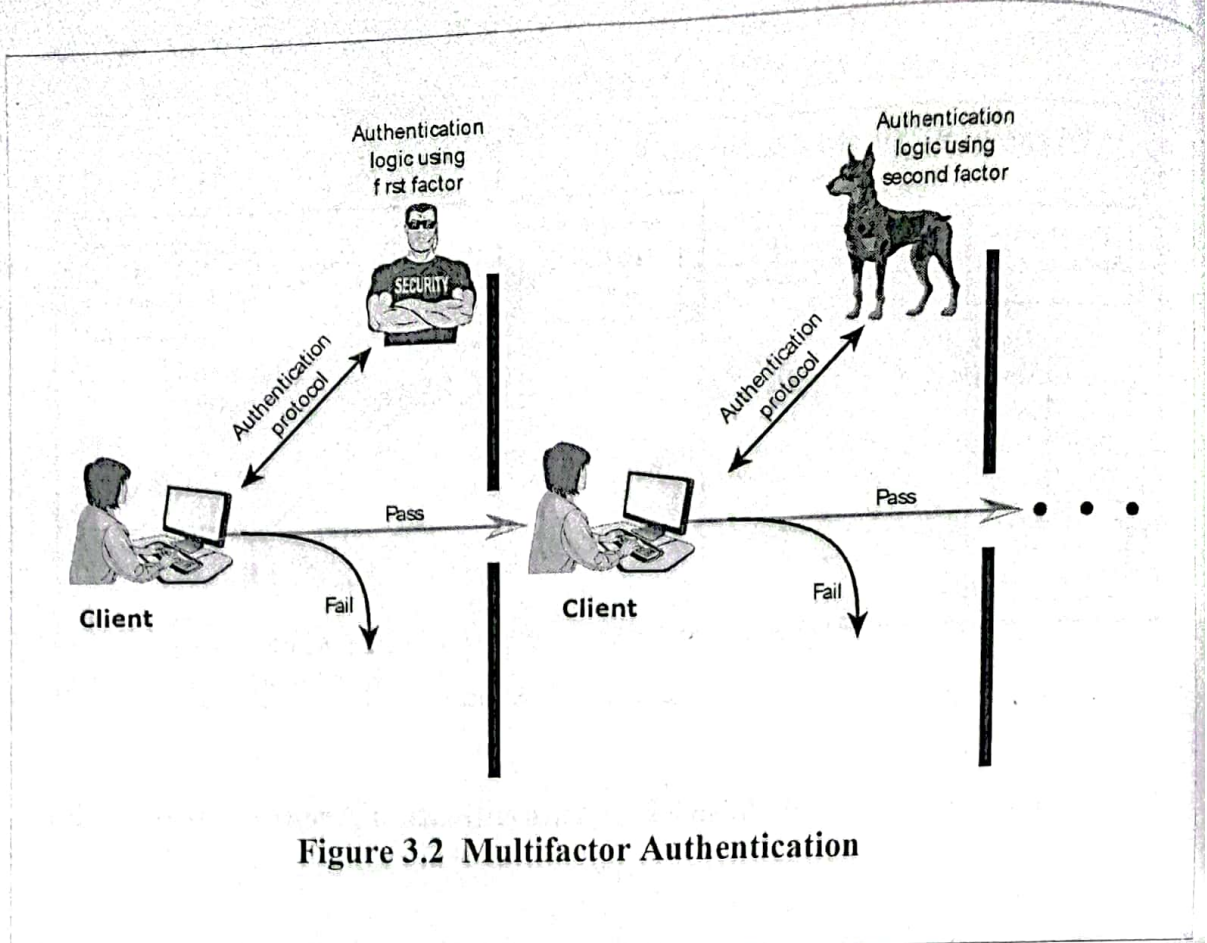 Authentication
logic using
f rst factor
SECURITY
Authentication
protocol
Client
Pass
Fail
Authentication
logic using
second factor
Authentication
protocol
Client
Pass
Fail
Figure 3.2 Multifactor Authentication